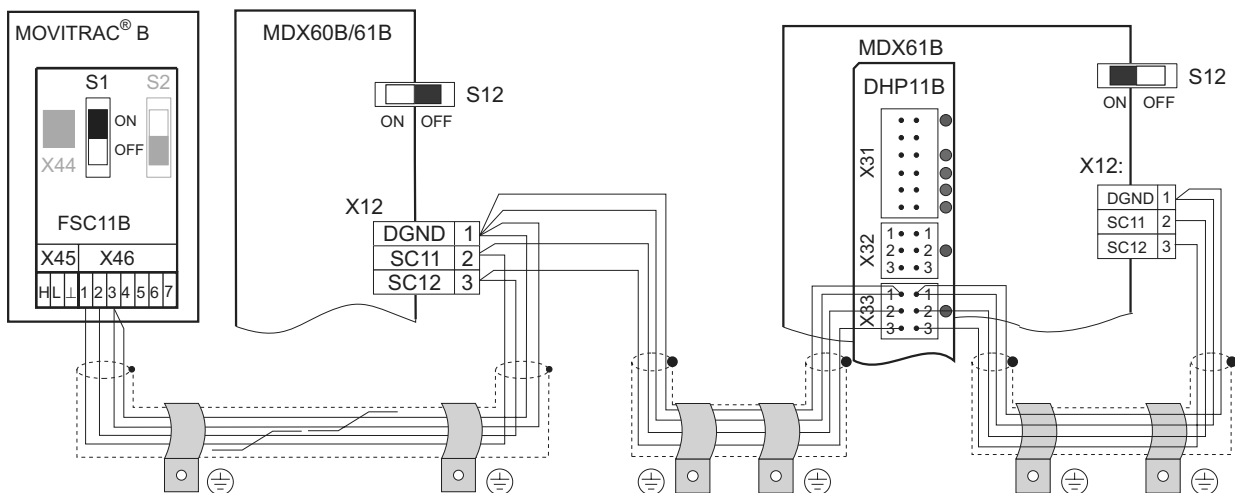 MOVITRAC® B
S1
S2
ON
OFF
X44
FSC11B
X45 X46
H L ⊥ 1 2 3 4 5 6 7
MDX60B/61B
S12
ON OFF
X12
DGND 1
SC11 2
SC12 3
MDX61B
DHP11B
X31
X32
1 1
2 2
3 3
X33
1 1
2 2
3 3
S12
ON OFF
X12:
DGND 1
SC11 2
SC12 3